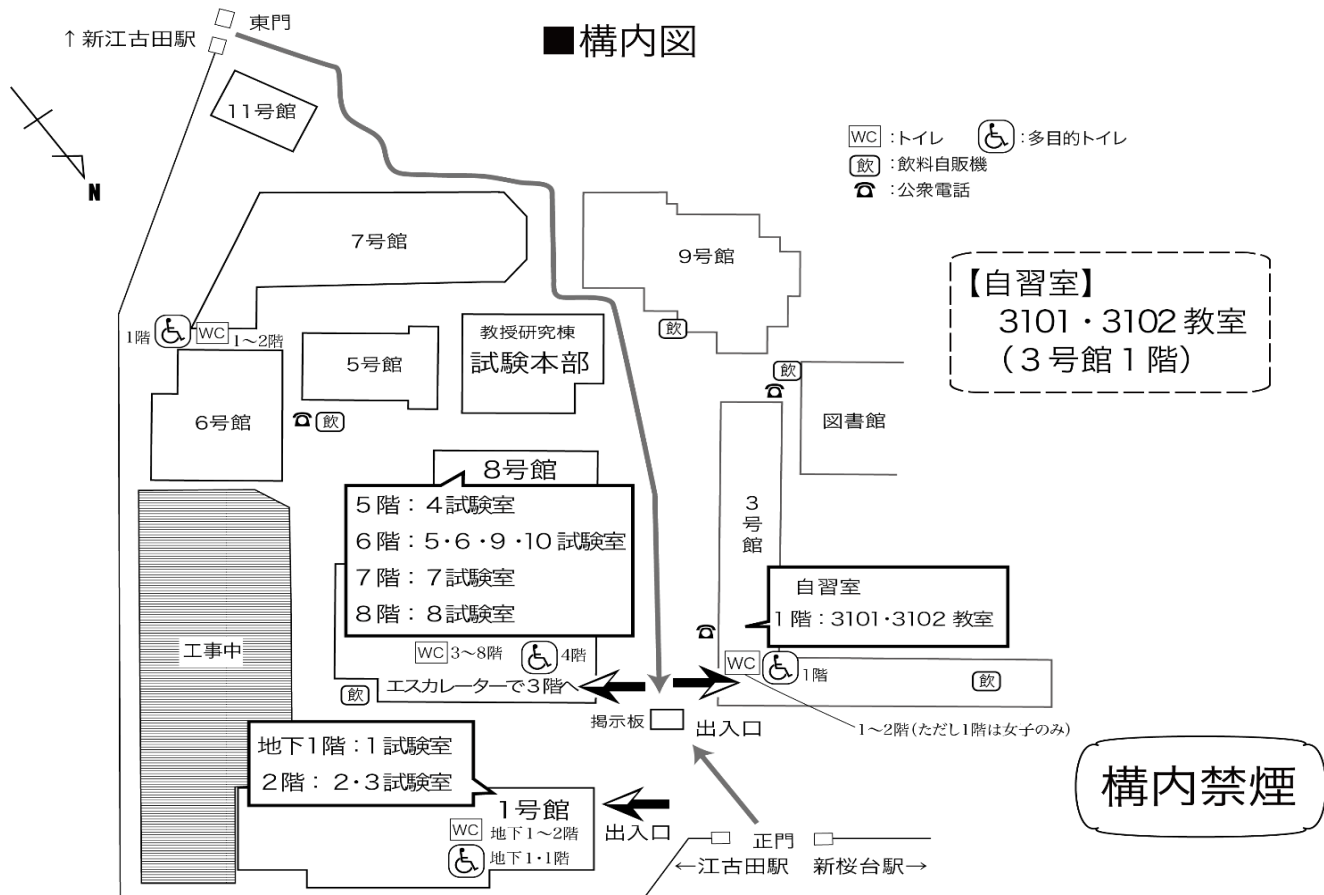 ■構内図
東門
↑新江古田駅
11号館
N
WC:トイレ :多目的トイレ
飲:飲料自販機
:公衆電話
7号館
9号館
飲
【自習室】
3101・3102教室
(3号館1階)
1階 WC 1〜2階
5号館
教授研究棟
試験本部
6号館
飲
飲
図書館
8号館
5階:4試験室
6階:5・6・9・10試験室
7階:7試験室
8階:8試験室
WC 3〜8階 4階
エスカレーターで3階へ
飲
3号館
自習室
1階:3101・3102 教室
WC 1階
飲
1〜2階(ただし1階は女子のみ)
工事中
掲示板
出入口
地下1階:1試験室
2階:2・3試験室
1号館
WC 地下1〜2階
地下1・1階
出入口
正門
←江古田駅 新桜台駅→
構内禁煙